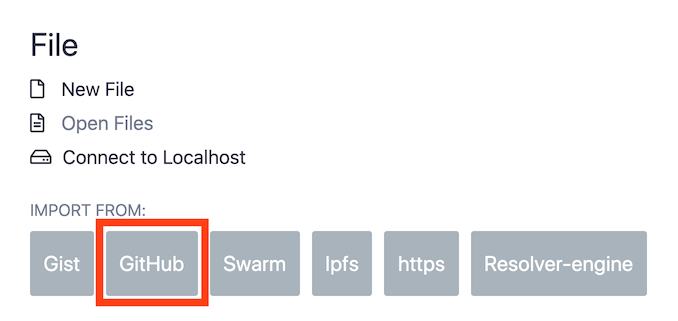 File
New File
Open Files
Connect to Localhost
IMPORT FROM:
Gist GitHub Swarm Ipfs https Resolver-engine